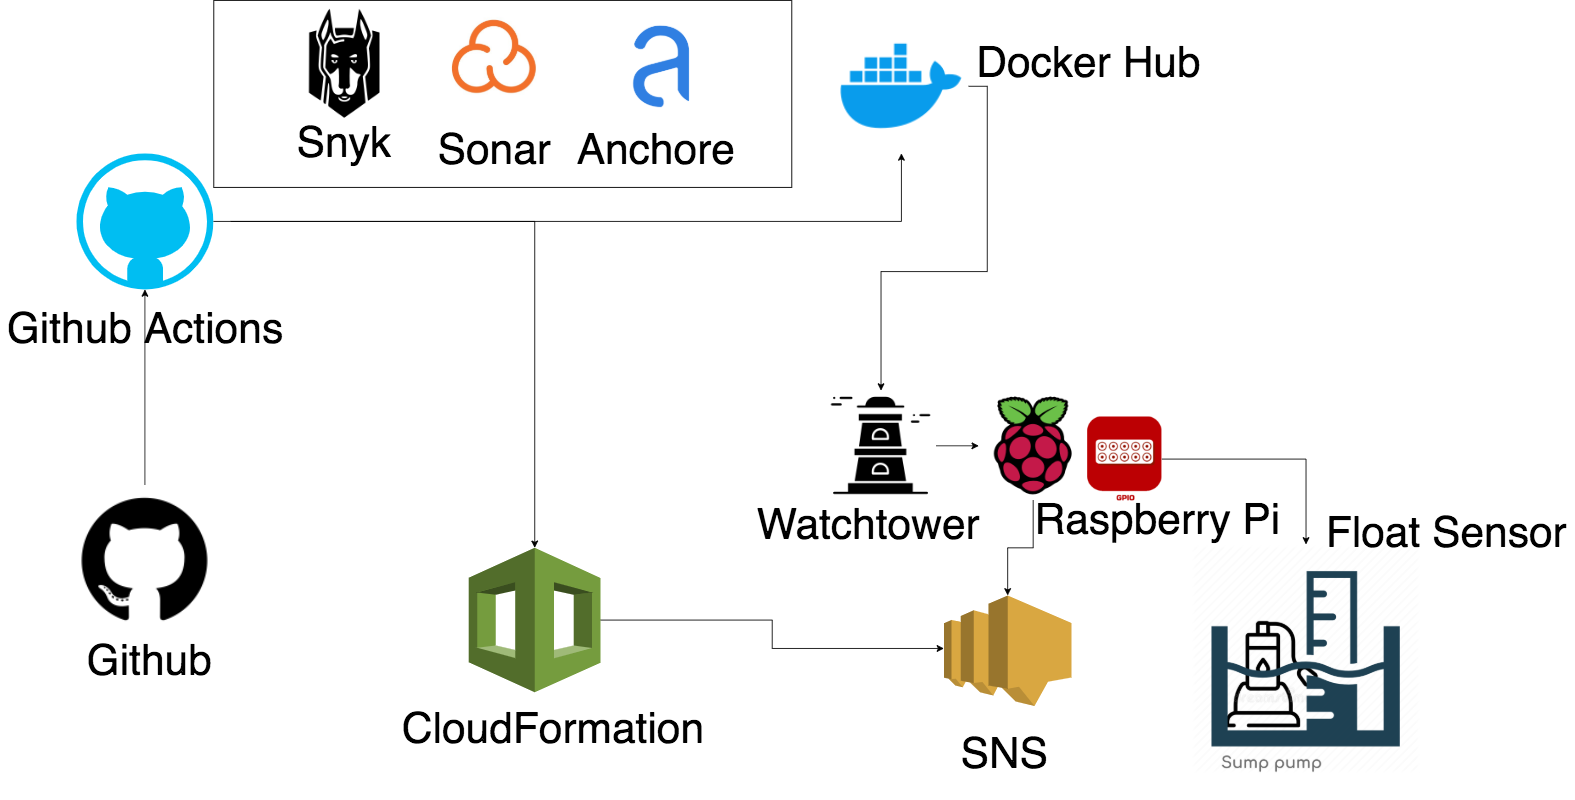 Docker Hub
Snyk
Sonar
Anchore
Github Actions
D
D
GPIO
Watchtower
Raspberry Pi
Float Sensor
Github
CloudFormation
SNS
Sump pump